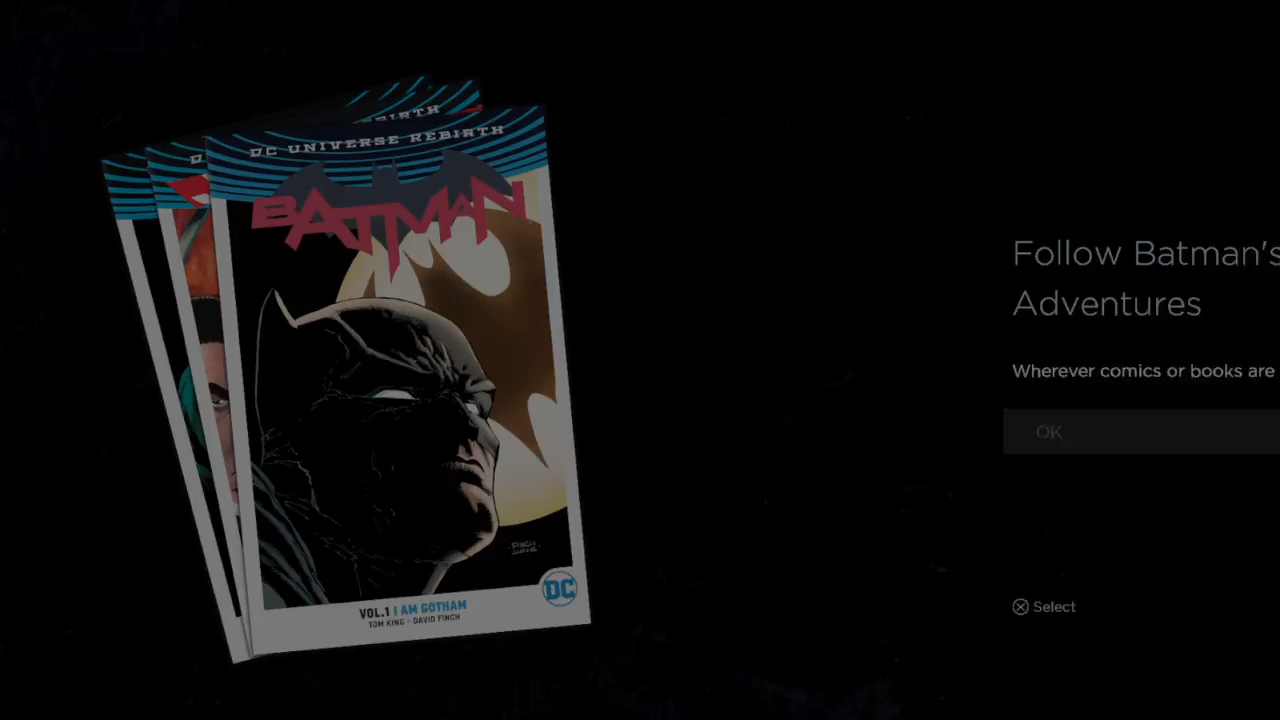 BIRTH
D
DC UNIVERSE REBIRTH
BATMAN
DC
VOL.1 I AM GOTHAM
TOM KING - DAVID FINCH
Follow Batman's
Adventures
Wherever comics or books are
OK
Select